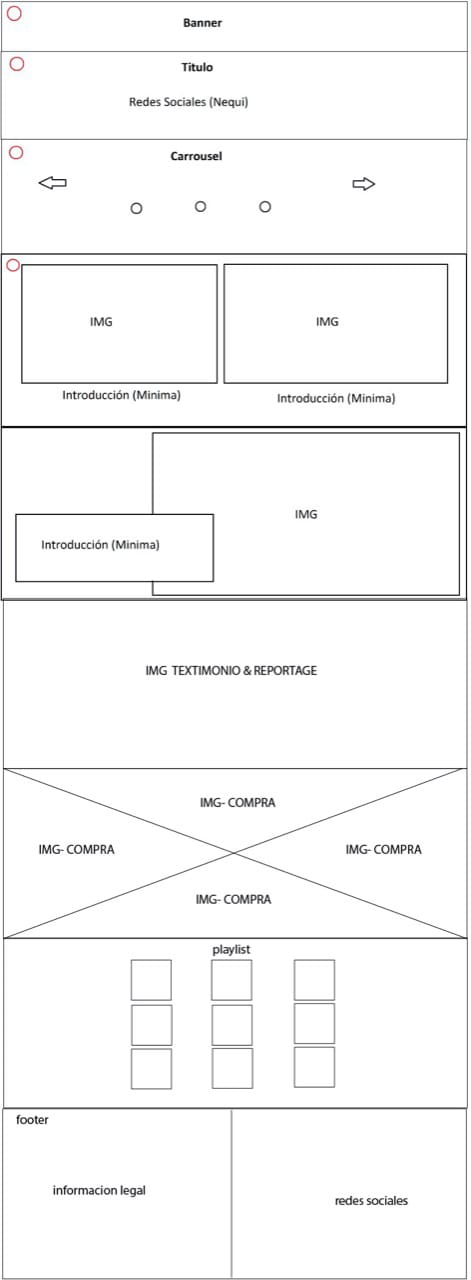 Banner
Titulo
Redes Sociales (Nequi)
Carrousel
IMG
IMG
Introducción (Minima)
Introducción (Minima)
IMG
Introducción (Minima)
IMG TEXTIMONIO & REPORTAGE
IMG- COMPRA
IMG- COMPRA
IMG- COMPRA
IMG- COMPRA
playlist
footer
informacion legal
redes sociales